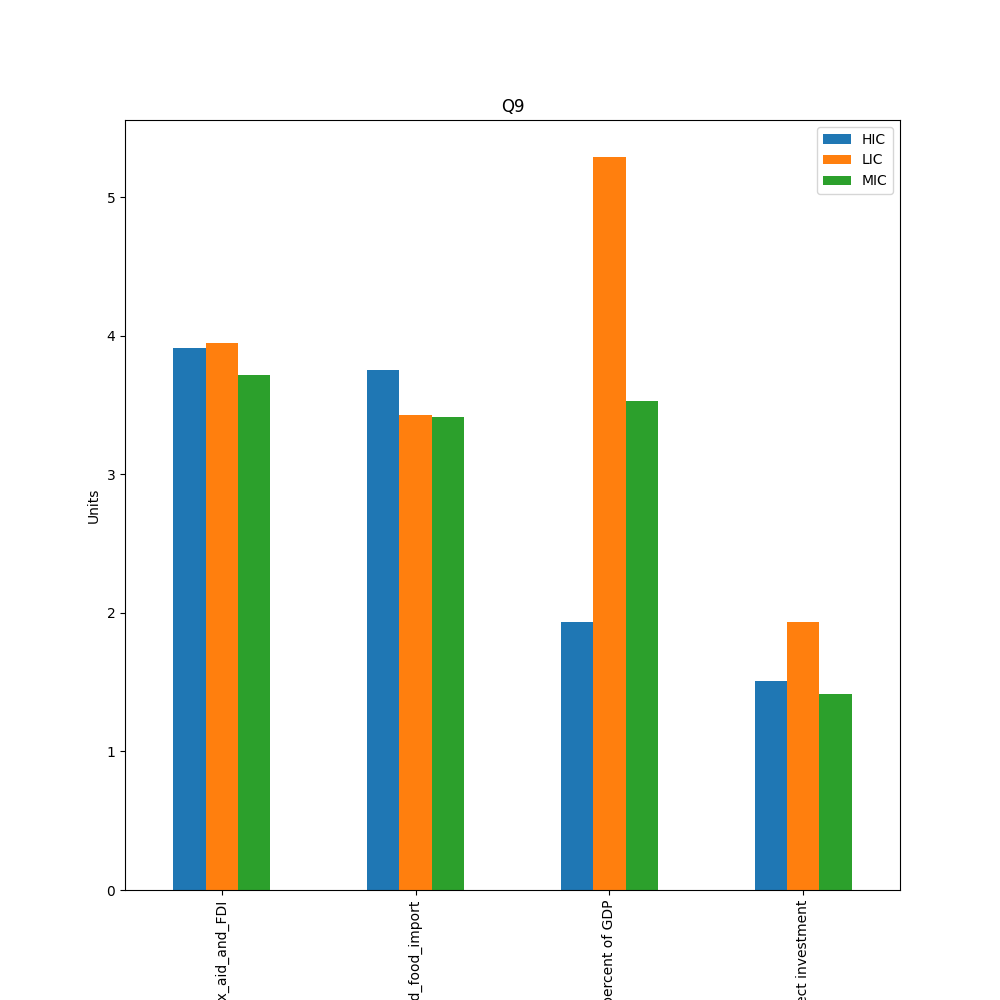 Q9
HIC
LIC
MIC
5
4
3
2
1
0
Units
x_aid_and_FDI
d_food_import
percent of GDP
ect investment